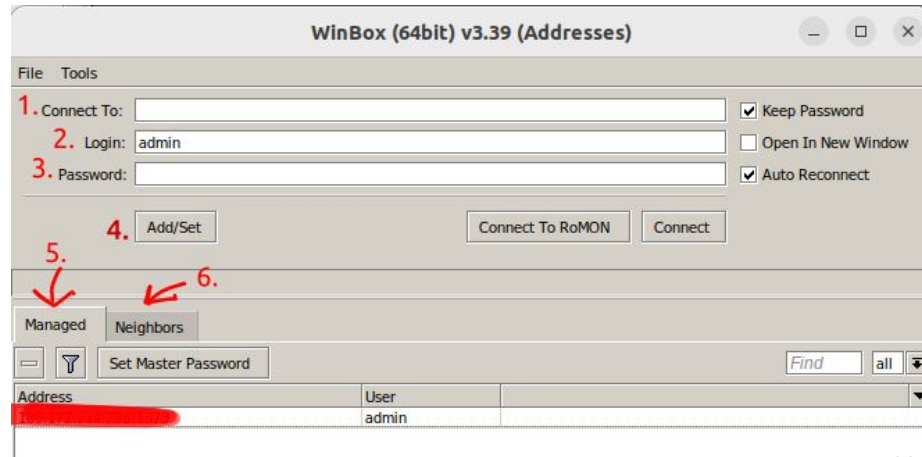 WinBox (64bit) v3.39 (Addresses)
File Tools
1. Connect To: Keep Password
2. Login: admin Open In New Window
3. Password: Auto Reconnect
4. Add/Set Connect To RoMON Connect
5.
6.
Managed Neighbors
Set Master Password Find all
Address User
admin